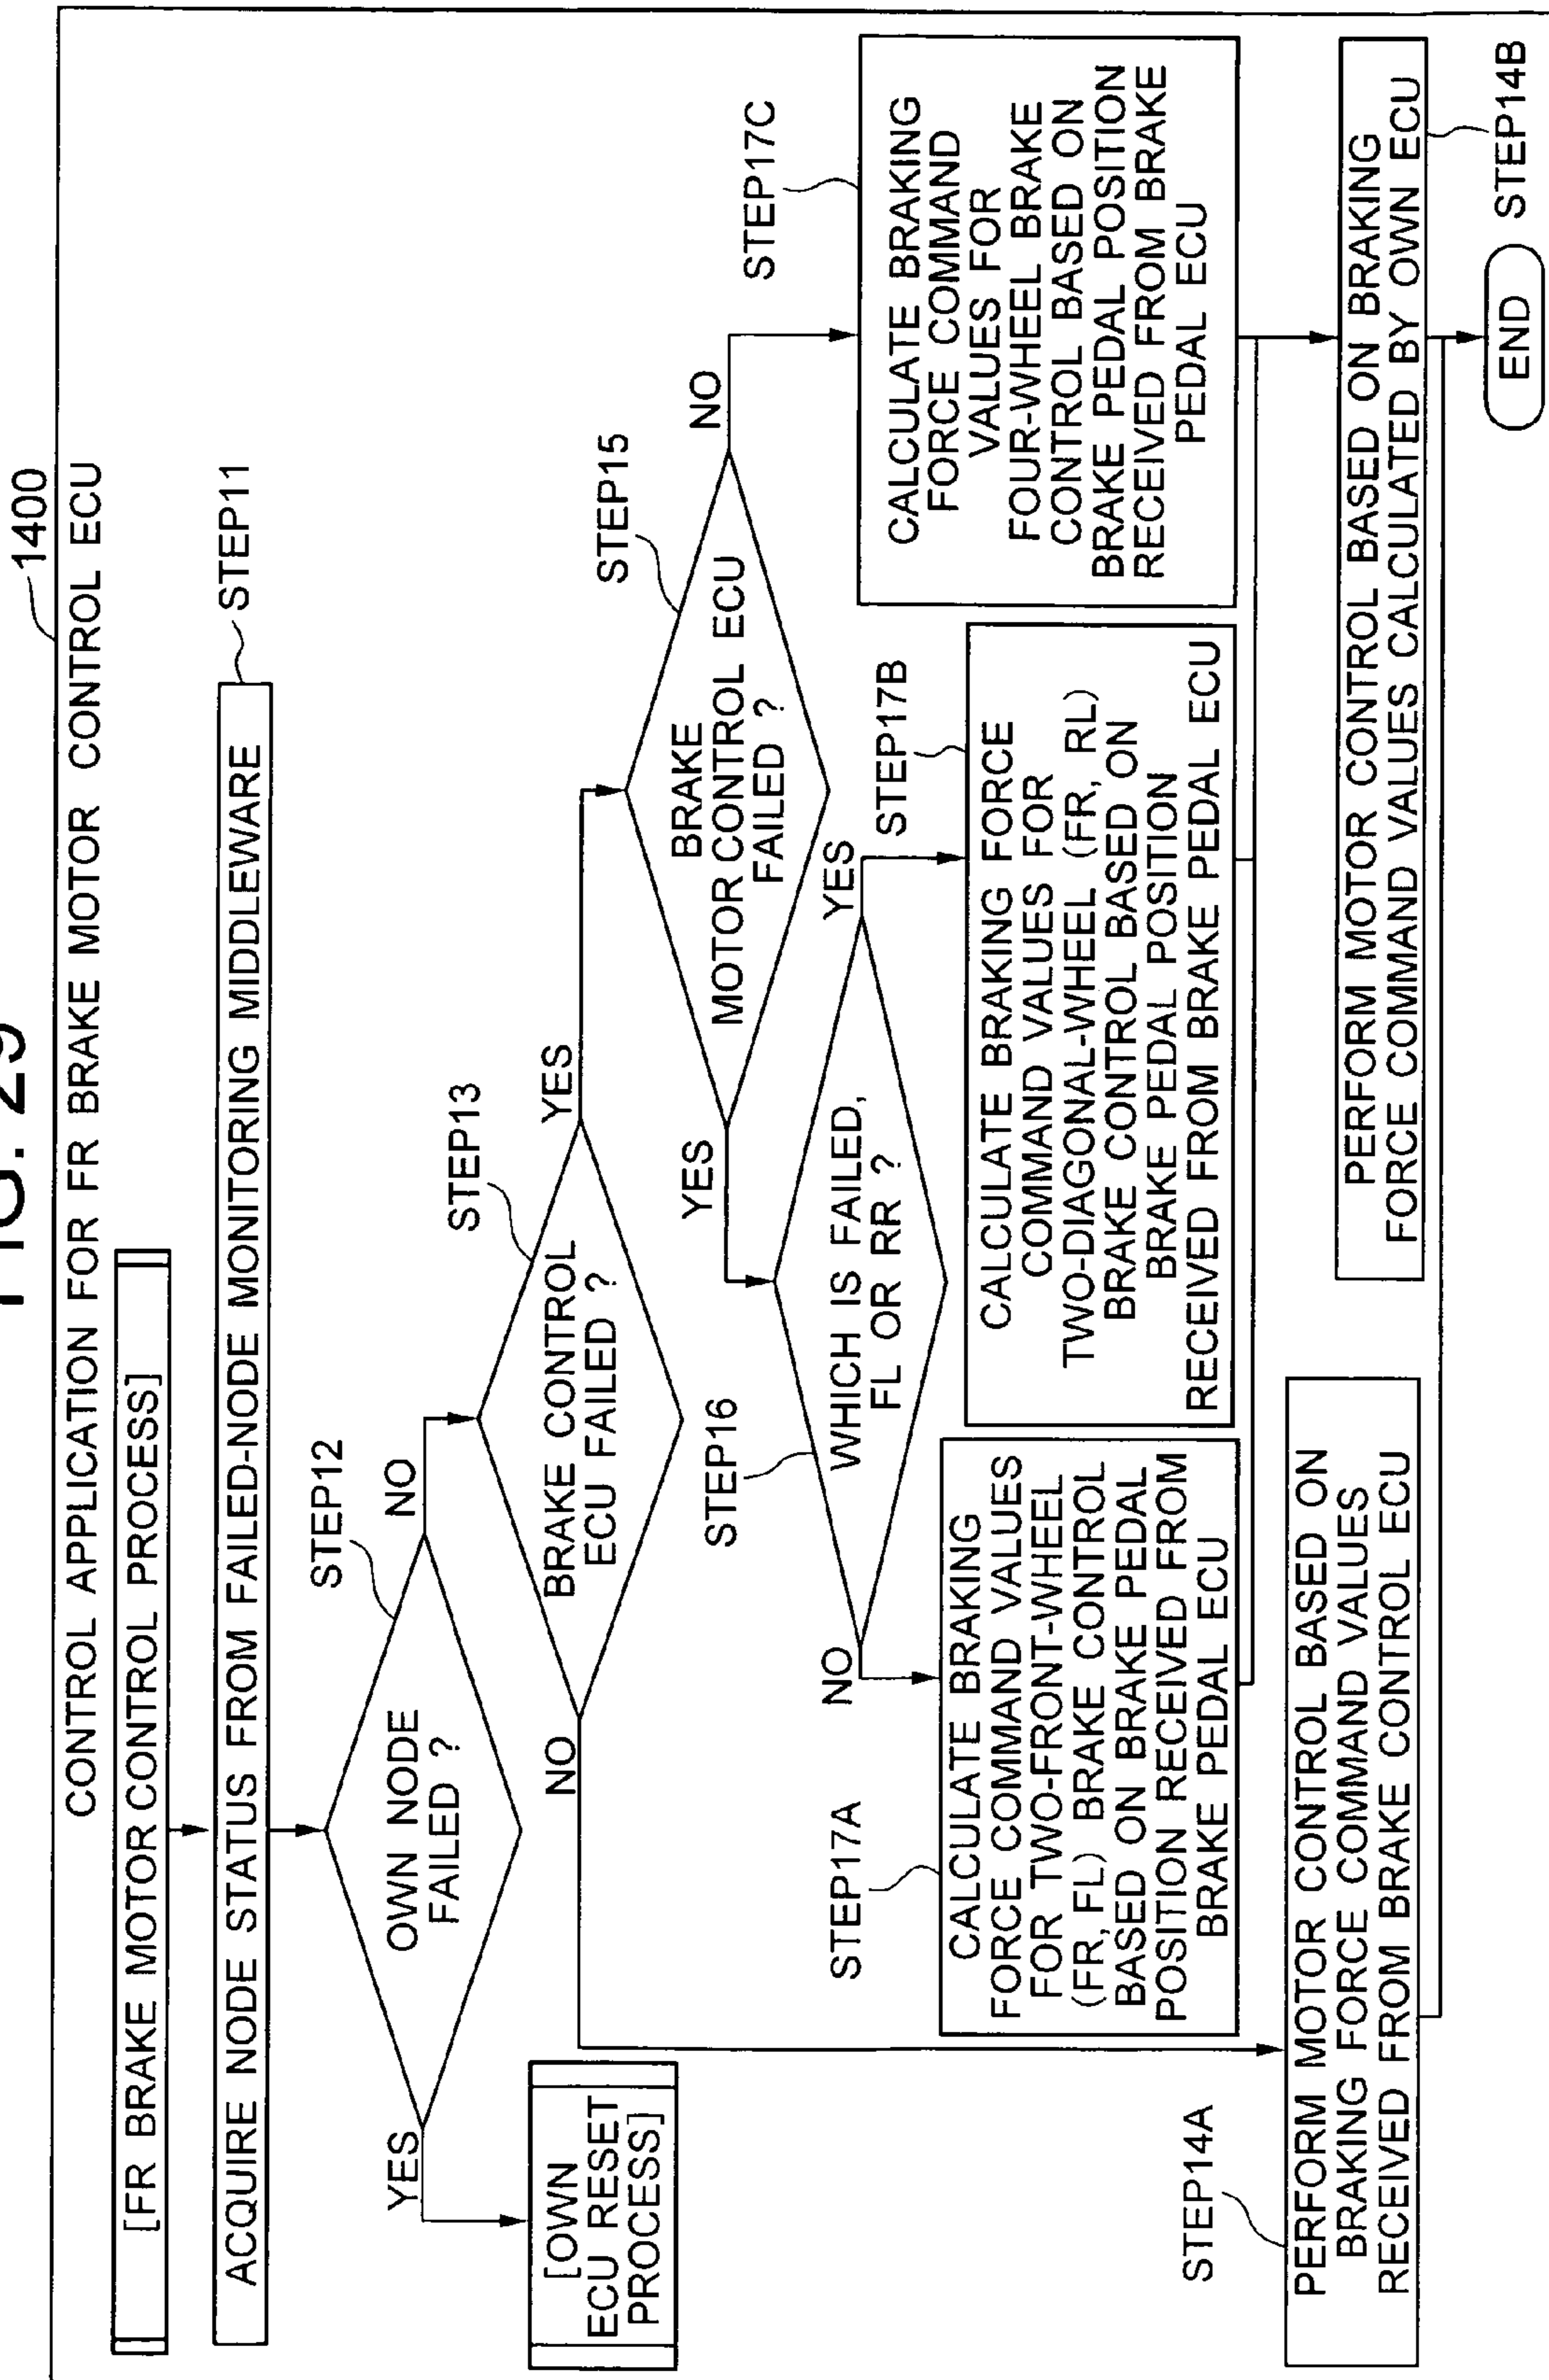 FIG. 29
1400
CONTROL APPLICATION FOR FR BRAKE MOTOR CONTROL ECU
[FR BRAKE MOTOR CONTROL PROCESS]
ACQUIRE NODE STATUS FROM FAILED-NODE MONITORING MIDDLEWARE
STEP11
STEP12
OWN NODE
FAILED ?
YES
NO
[OWN
ECU RESET
PROCESS]
STEP13
BRAKE CONTROL
ECU FAILED ?
NO
YES
STEP15
BRAKE
MOTOR CONTROL ECU
FAILED ?
YES
NO
STEP16
WHICH IS FAILED,
FL OR RR ?
NO
YES
STEP17A
CALCULATE BRAKING
FORCE COMMAND VALUES
FOR TWO-FRONT-WHEEL
(FR, FL) BRAKE CONTROL
BASED ON BRAKE PEDAL
POSITION RECEIVED FROM
BRAKE PEDAL ECU
STEP17B
CALCULATE BRAKING FORCE
COMMAND VALUES FOR
TWO-DIAGONAL-WHEEL (FR, RL)
BRAKE CONTROL BASED ON
BRAKE PEDAL POSITION
RECEIVED FROM BRAKE PEDAL ECU
STEP17C
CALCULATE BRAKING
FORCE COMMAND
VALUES FOR
FOUR-WHEEL BRAKE
CONTROL BASED ON
BRAKE PEDAL POSITION
RECEIVED FROM BRAKE
PEDAL ECU
STEP14A
PERFORM MOTOR CONTROL BASED ON
BRAKING FORCE COMMAND VALUES
RECEIVED FROM BRAKE CONTROL ECU
PERFORM MOTOR CONTROL BASED ON BRAKING
FORCE COMMAND VALUES CALCULATED BY OWN ECU
STEP14B
END